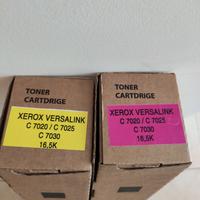 TONER
CARTDRIGE
XEROX VERSALINK
C 7020 / C 7025
C 7030
16,5K
TONER
CARTDRIGE
XEROX VERSALINK
C 7020 / C 7025
C 7030
16,5K